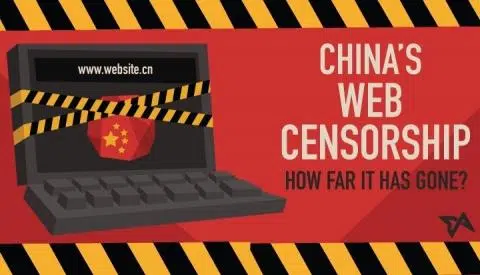 www.website.cn
CHINA'S
WEB
CENSORSHIP
HOW FAR IT HAS GONE?